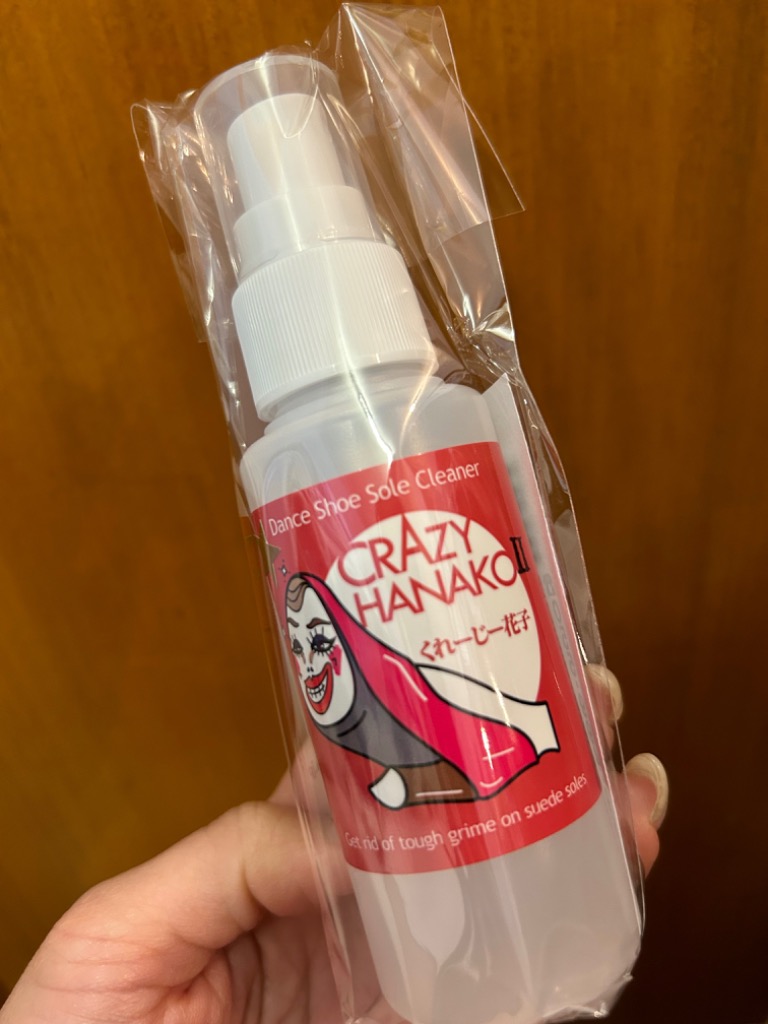 Dance Shoe Sole Cleaner
CRAZY
HANAKO II
くれーじー花子
Get rid of tough grime on suede soles